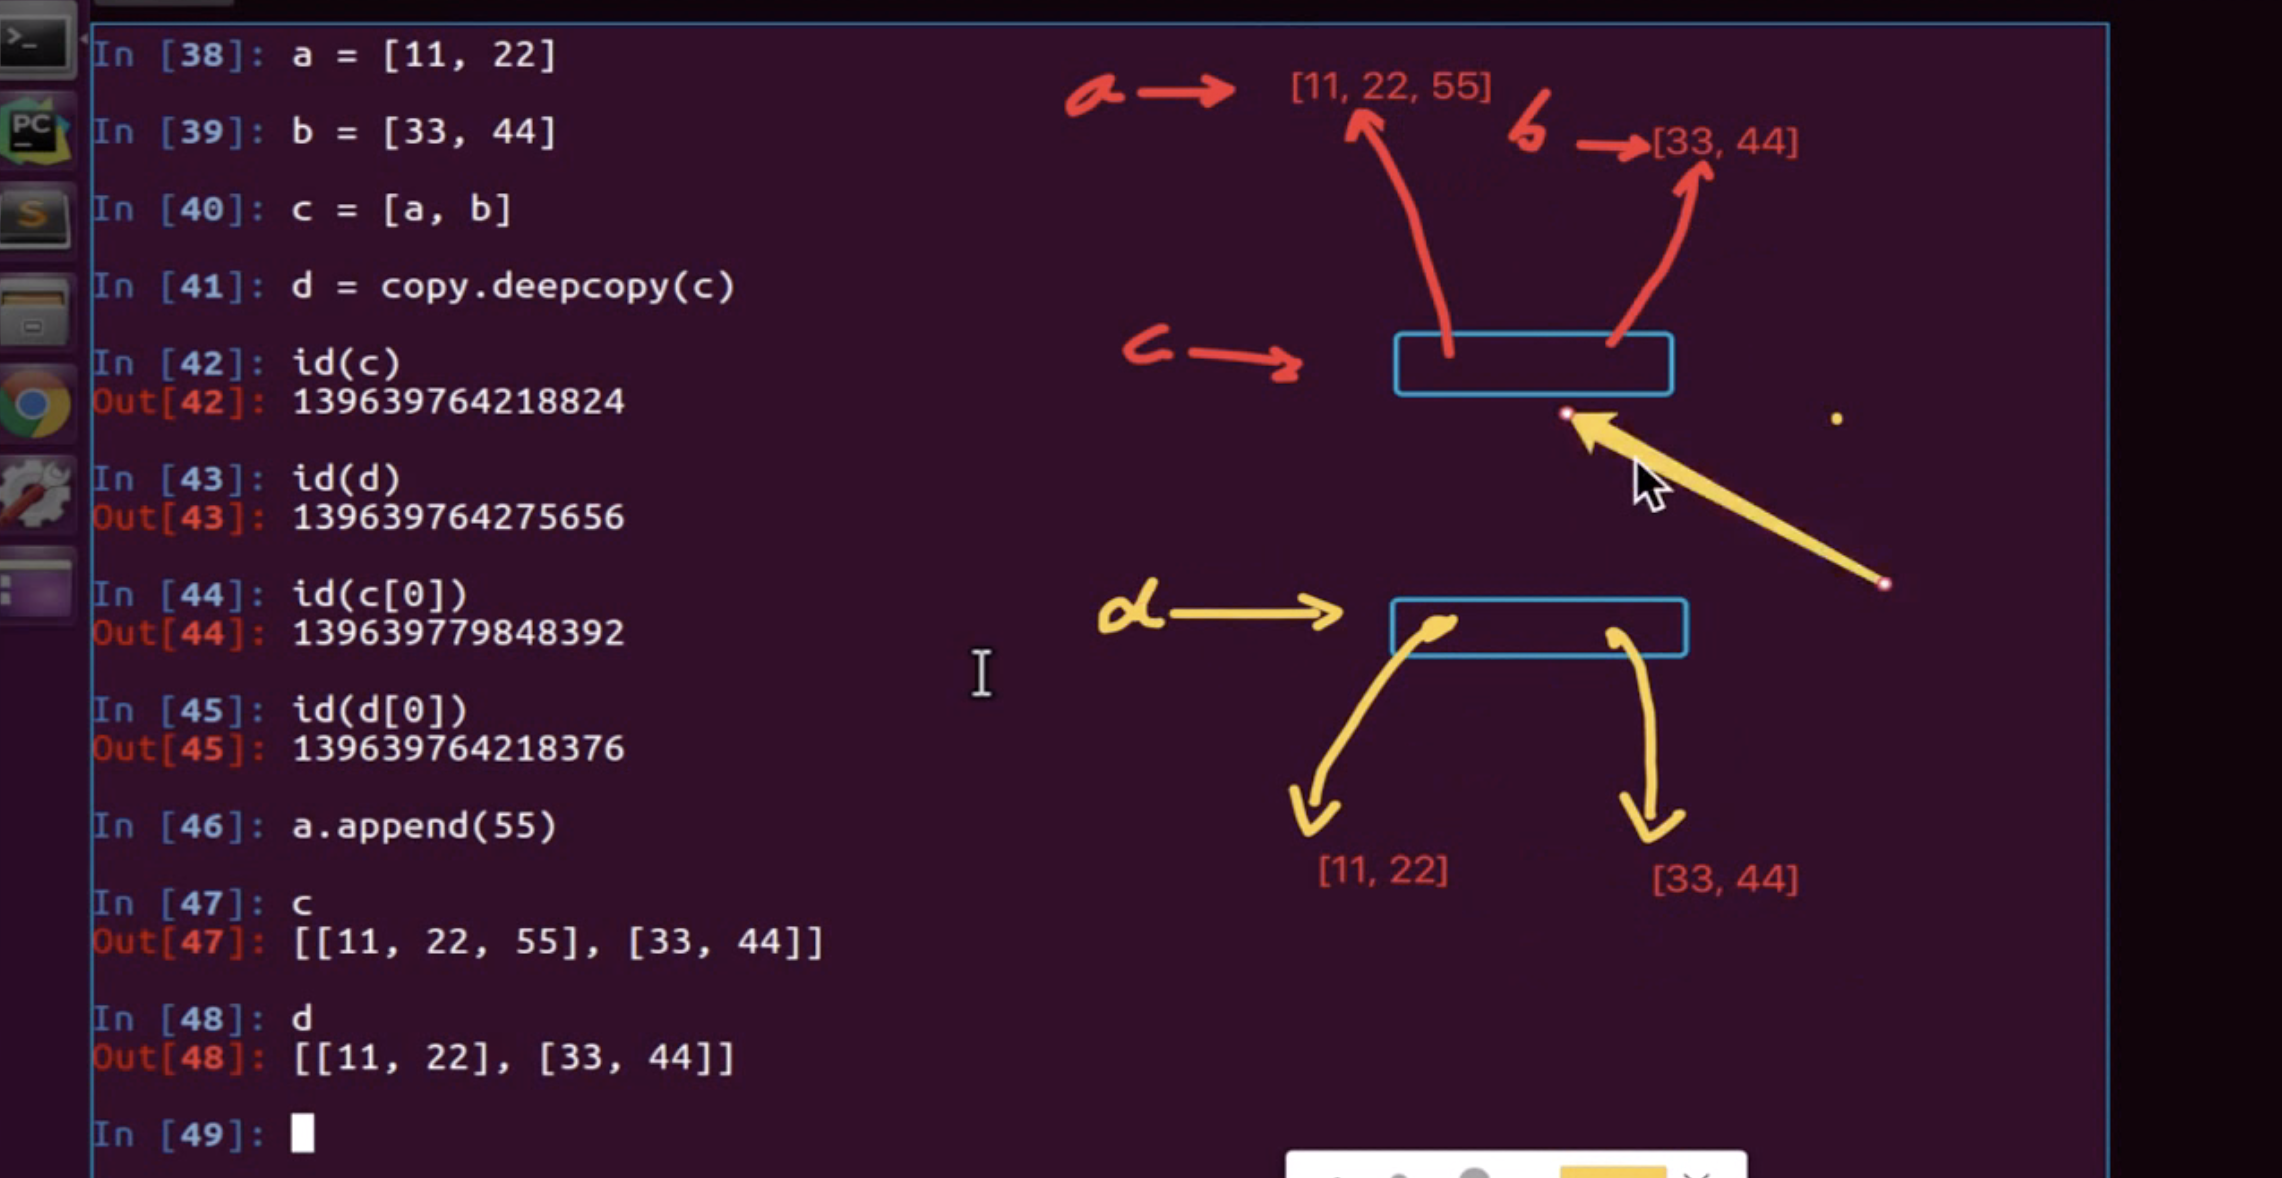 In [38]: a = [11, 22]
In [39]: b = [33, 44]
In [40]: c = [a, b]
In [41]: d = copy.deepcopy(c)
In [42]: id(c)
Out[42]: 139639764218824
In [43]: id(d)
Out[43]: 139639764275656
In [44]: id(c[0])
Out[44]: 139639779848392
In [45]: id(d[0])
Out[45]: 139639764218376
In [46]: a.append(55)
In [47]: c
Out[47]: [[11, 22, 55], [33, 44]]
In [48]: d
Out[48]: [[11, 22], [33, 44]]
In [49]:
a [11, 22, 55]
b [33, 44]
c
d
[11, 22]
[33, 44]
PC
S